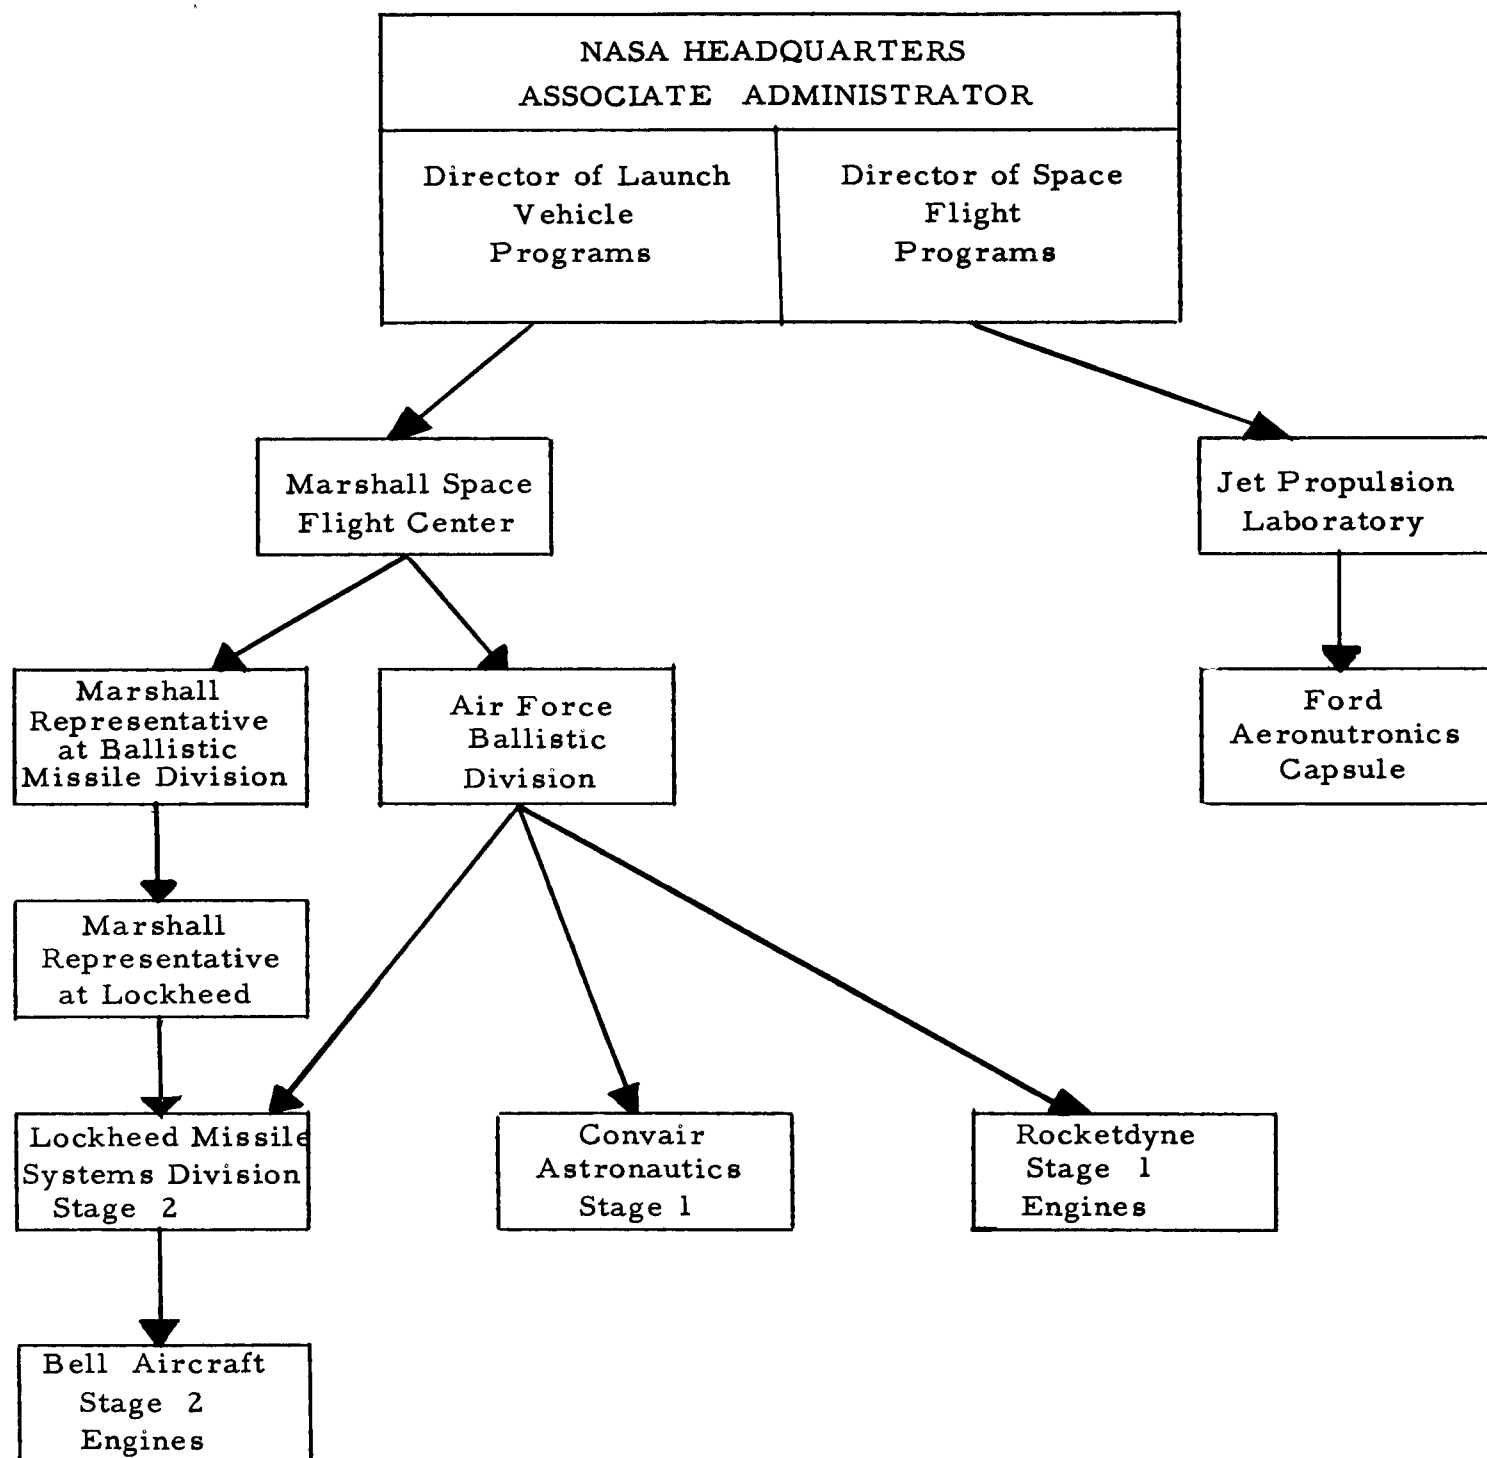 NASA HEADQUARTERS
ASSOCIATE ADMINISTRATOR
Director of Launch
Vehicle
Programs
Director of Space
Flight
Programs
Marshall Space
Flight Center
Jet Propulsion
Laboratory
Marshall
Representative
at Ballistic
Missile Division
Air Force
Ballistic
Division
Ford
Aeronutronics
Capsule
Marshall
Representative
at Lockheed
Lockheed Missile
Systems Division
Stage 2
Convair
Astronautics
Stage 1
Rocketdyne
Stage 1
Engines
Bell Aircraft
Stage 2
Engines